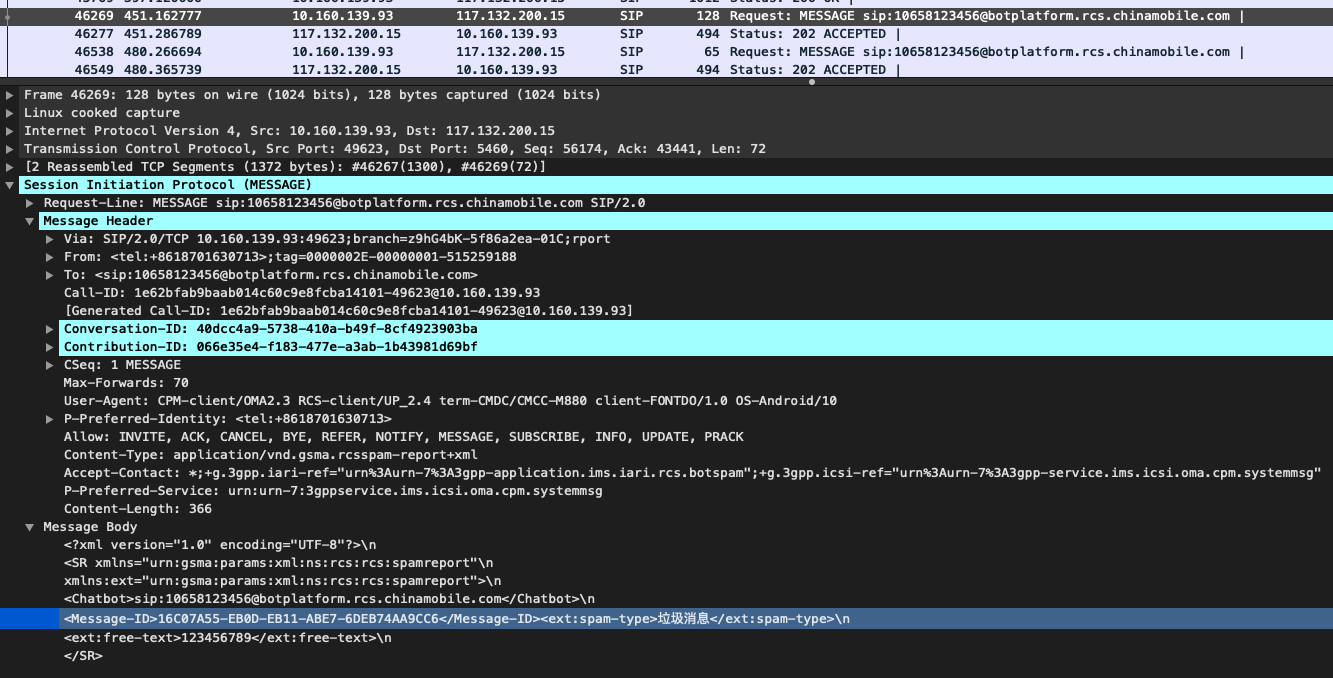 46269 451.162777 10.160.139.93 117.132.200.15 SIP 128 Request: MESSAGE sip:10658123456@botplatform.rcs.chinamobile.com |
46277 451.286789 117.132.200.15 10.160.139.93 SIP 494 Status: 202 ACCEPTED |
46538 480.266694 10.160.139.93 117.132.200.15 SIP 65 Request: MESSAGE sip:10658123456@botplatform.rcs.chinamobile.com |
46549 480.365739 117.132.200.15 10.160.139.93 SIP 494 Status: 202 ACCEPTED |
Frame 46269: 128 bytes on wire (1024 bits), 128 bytes captured (1024 bits)
Linux cooked capture
Internet Protocol Version 4, Src: 10.160.139.93, Dst: 117.132.200.15
Transmission Control Protocol, Src Port: 49623, Dst Port: 5460, Seq: 56174, Ack: 43441, Len: 72
[2 Reassembled TCP Segments (1372 bytes): #46267(1300), #46269(72)]
Session Initiation Protocol (MESSAGE)
Request-Line: MESSAGE sip:10658123456@botplatform.rcs.chinamobile.com SIP/2.0
Message Header
Via: SIP/2.0/TCP 10.160.139.93:49623;branch=z9hG4bK-5f86a2ea-01C;rport
From: <tel:+8618701630713>;tag=0000002E-00000001-515259188
To: <sip:10658123456@botplatform.rcs.chinamobile.com>
Call-ID: 1e62bfab9baab014c60c9e8fcba14101-49623@10.160.139.93
[Generated Call-ID: 1e62bfab9baab014c60c9e8fcba14101-49623@10.160.139.93]
Conversation-ID: 40dcc4a9-5738-410a-b49f-8cf4923903ba
Contribution-ID: 066e35e4-f183-477e-a3ab-1b43981d69bf
CSeq: 1 MESSAGE
Max-Forwards: 70
User-Agent: CPM-client/OMA2.3 RCS-client/UP_2.4 term-CMDC/CMCC-M880 client-FONTDO/1.0 OS-Android/10
P-Preferred-Identity: <tel:+8618701630713>
Allow: INVITE, ACK, CANCEL, BYE, REFER, NOTIFY, MESSAGE, SUBSCRIBE, INFO, UPDATE, PRACK
Content-Type: application/vnd.gsma.rcsspam-report+xml
Accept-Contact: *;+g.3gpp.iari-ref="urn%3Aurn-7%3A3gpp-application.ims.iari.rcs.botspam";+g.3gpp.icsi-ref="urn%3Aurn-7%3A3gpp-service.ims.icsi.oma.cpm.systemmsg"
P-Preferred-Service: urn:urn-7:3gppservice.ims.icsi.oma.cpm.systemmsg
Content-Length: 366
Message Body
<?xml version="1.0" encoding="UTF-8"?>\n
<SR xmlns="urn:gsma:params:xml:ns:rcs:rcs:spamreport"\n
xmlns:ext="urn:gsma:params:xml:ns:rcs:rcs:spamreport">\n
<Chatbot>sip:10658123456@botplatform.rcs.chinamobile.com</Chatbot>\n
<Message-ID>16C07A55-EB0D-EB11-ABE7-6DEB74AA9CC6</Message-ID><ext:spam-type>垃圾消息</ext:spam-type>\n
<ext:free-text>123456789</ext:free-text>\n
</SR>